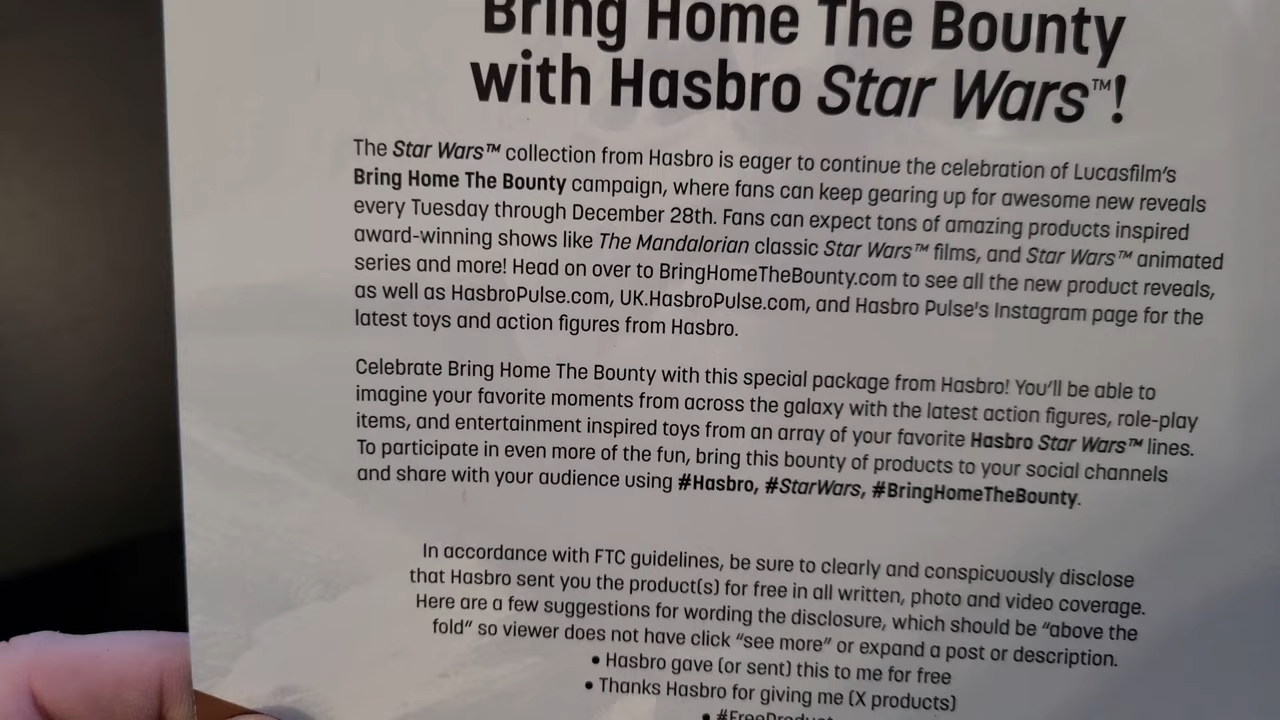 Bring Home The Bounty
with Hasbro Star Wars™!
The Star Wars™ collection from Hasbro is eager to continue the celebration of Lucasfilm's
Bring Home The Bounty campaign, where fans can keep gearing up for awesome new reveals
every Tuesday through December 28th. Fans can expect tons of amazing products inspired
award-winning shows like The Mandalorian classic Star Wars™ films, and Star Wars™ animated
series and more! Head on over to BringHomeTheBounty.com to see all the new product reveals,
as well as HasbroPulse.com, UK.HasbroPulse.com, and Hasbro Pulse's Instagram page for the
latest toys and action figures from Hasbro.
Celebrate Bring Home The Bounty with this special package from Hasbro! You'll be able to
imagine your favorite moments from across the galaxy with the latest action figures, role-play
items, and entertainment inspired toys from an array of your favorite Hasbro Star Wars™ lines.
To participate in even more of the fun, bring this bounty of products to your social channels
and share with your audience using #Hasbro, #StarWars, #BringHomeTheBounty.
In accordance with FTC guidelines, be sure to clearly and conspicuously disclose
that Hasbro sent you the product(s) for free in all written, photo and video coverage.
Here are a few suggestions for wording the disclosure, which should be "above the
fold" so viewer does not have click "see more" or expand a post or description.
• Hasbro gave (or sent) this to me for free
• Thanks Hasbro for giving me (X products)
• #FreeProduct